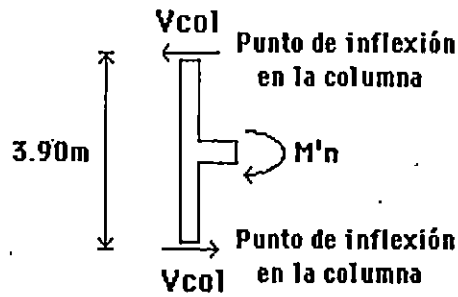 Vcol
Punto de inflexión
en la columna
3.90m
M'n
Punto de inflexión
en la columna
Vcol